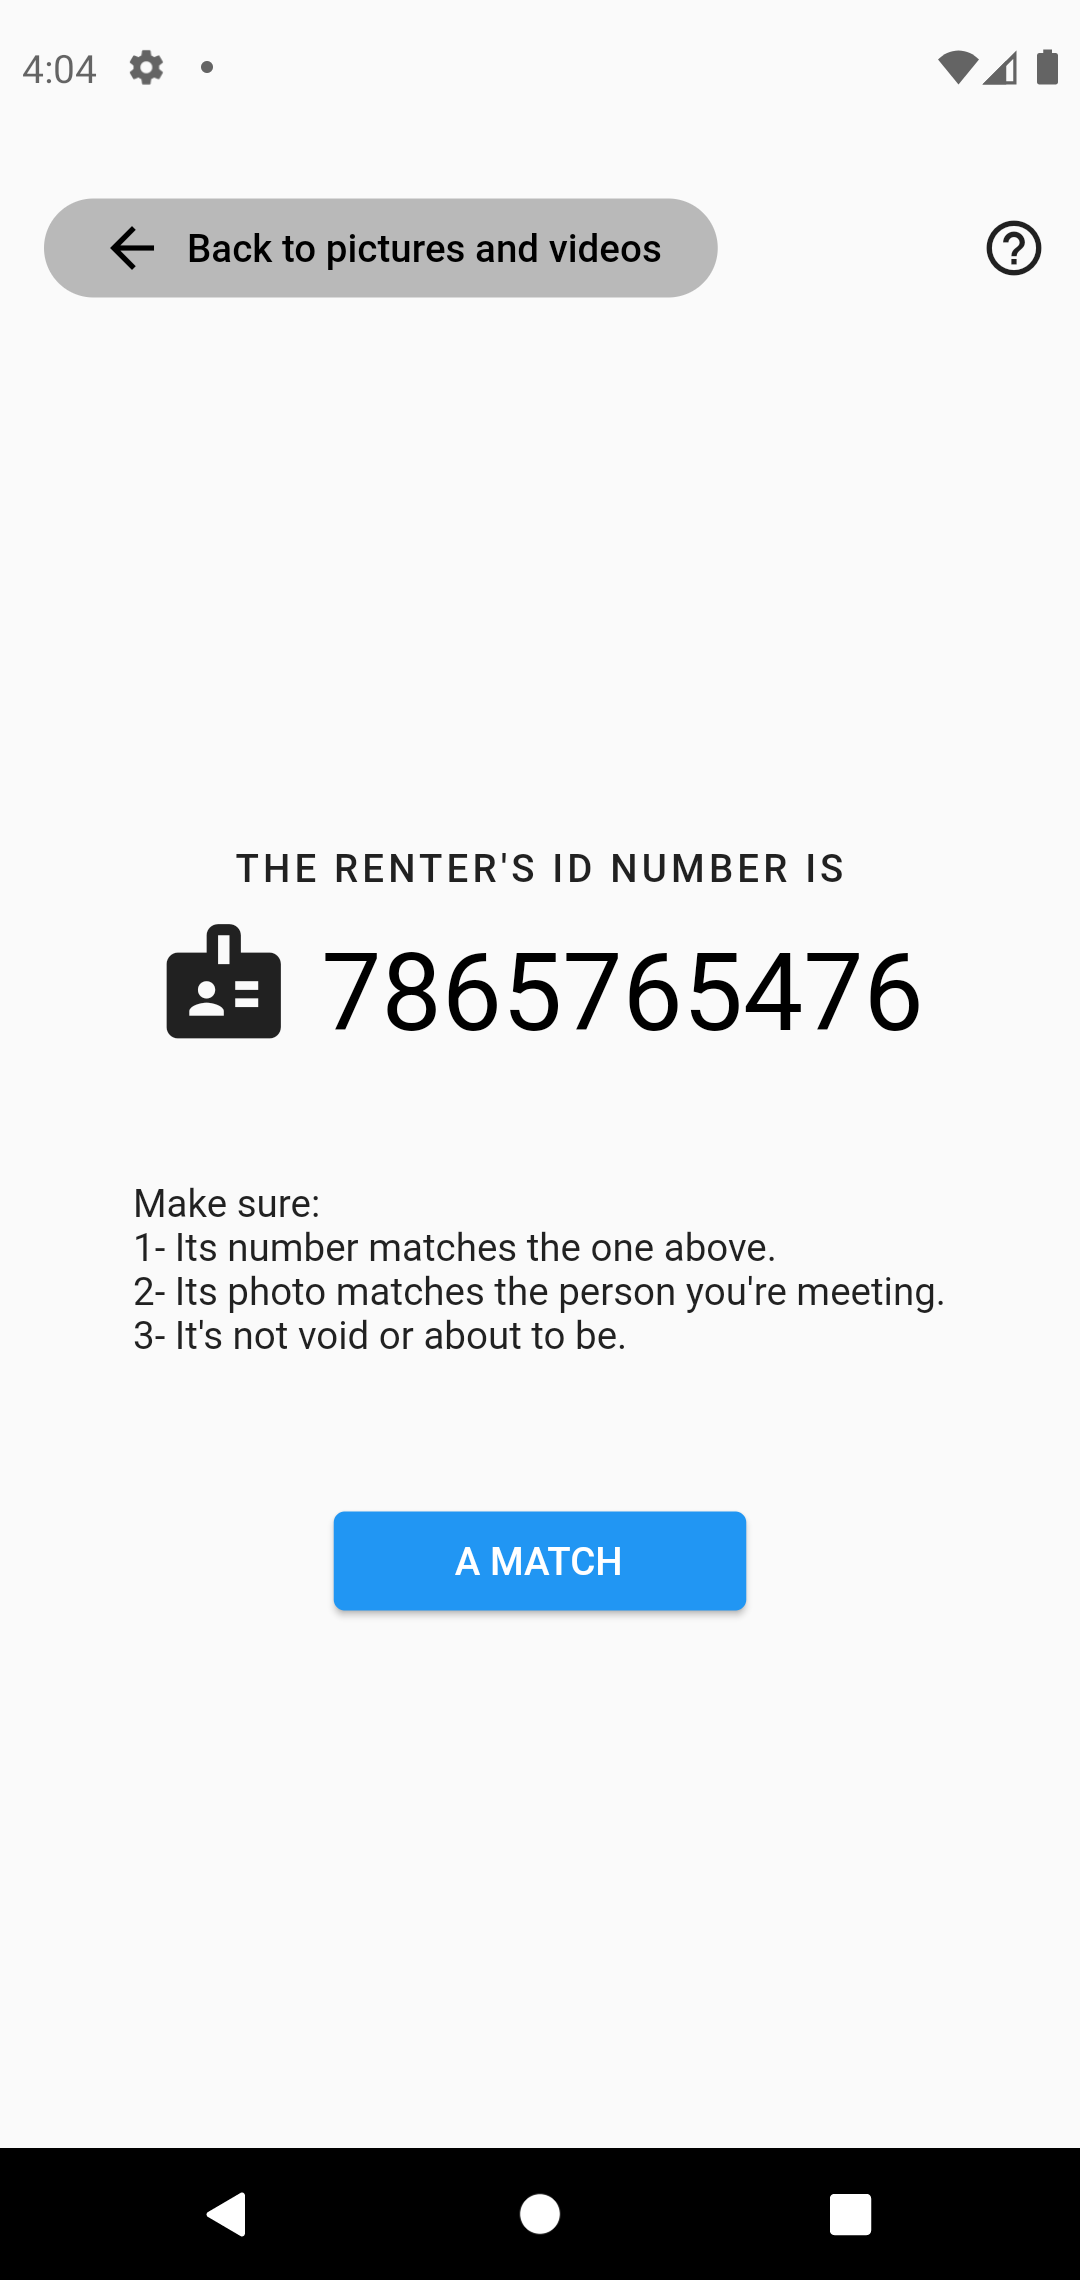 4:04
Back to pictures and videos
THE RENTER'S ID NUMBER IS
7865765476
Make sure:
1- Its number matches the one above.
2- Its photo matches the person you're meeting.
3- It's not void or about to be.
A MATCH